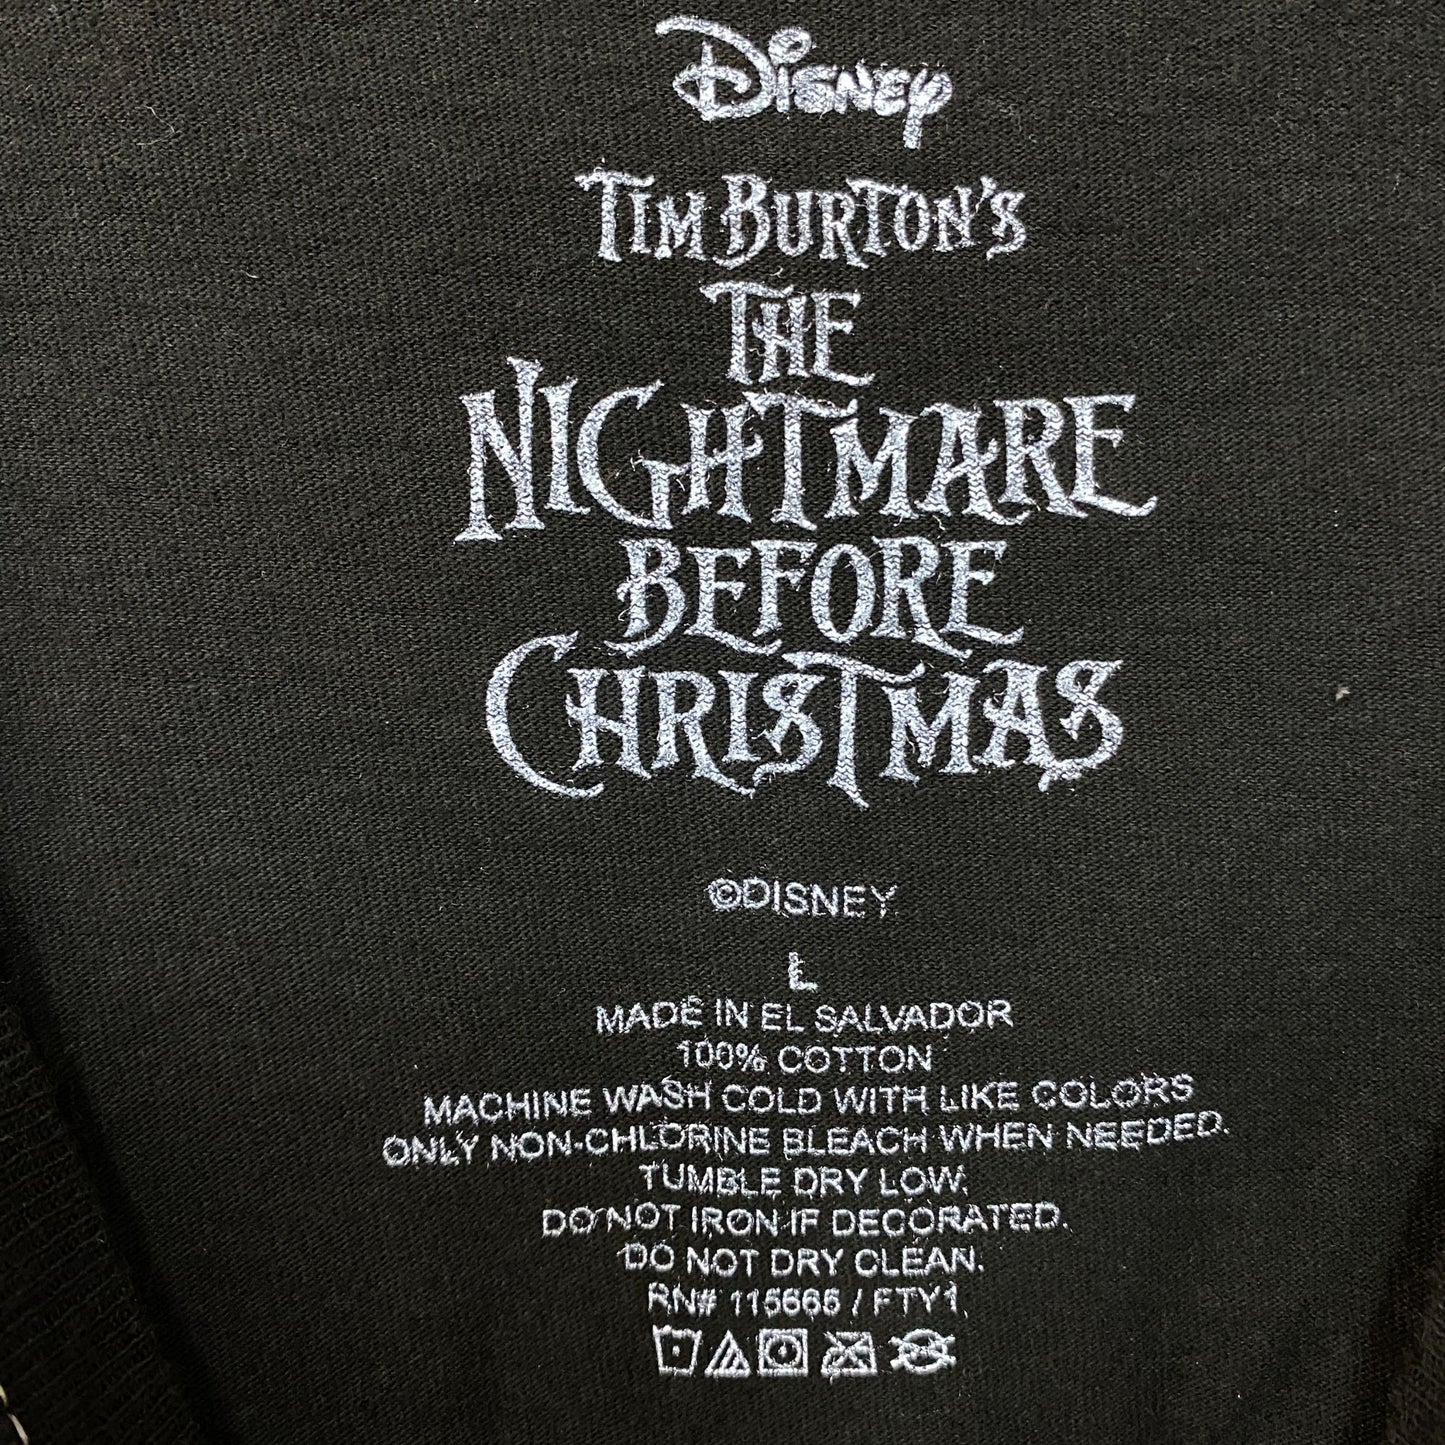 Disney
TIM BURTON'S
THE
NIGHTMARE
BEFORE
CHRISTMAS
©DISNEY
L
MADE IN EL SALVADOR
100% COTTON
MACHINE WASH COLD WITH LIKE COLORS
ONLY NON-CHLORINE BLEACH WHEN NEEDED.
TUMBLE DRY LOW.
DO NOT IRON IF DECORATED.
DO NOT DRY CLEAN.
RN# 115666 / FTY1